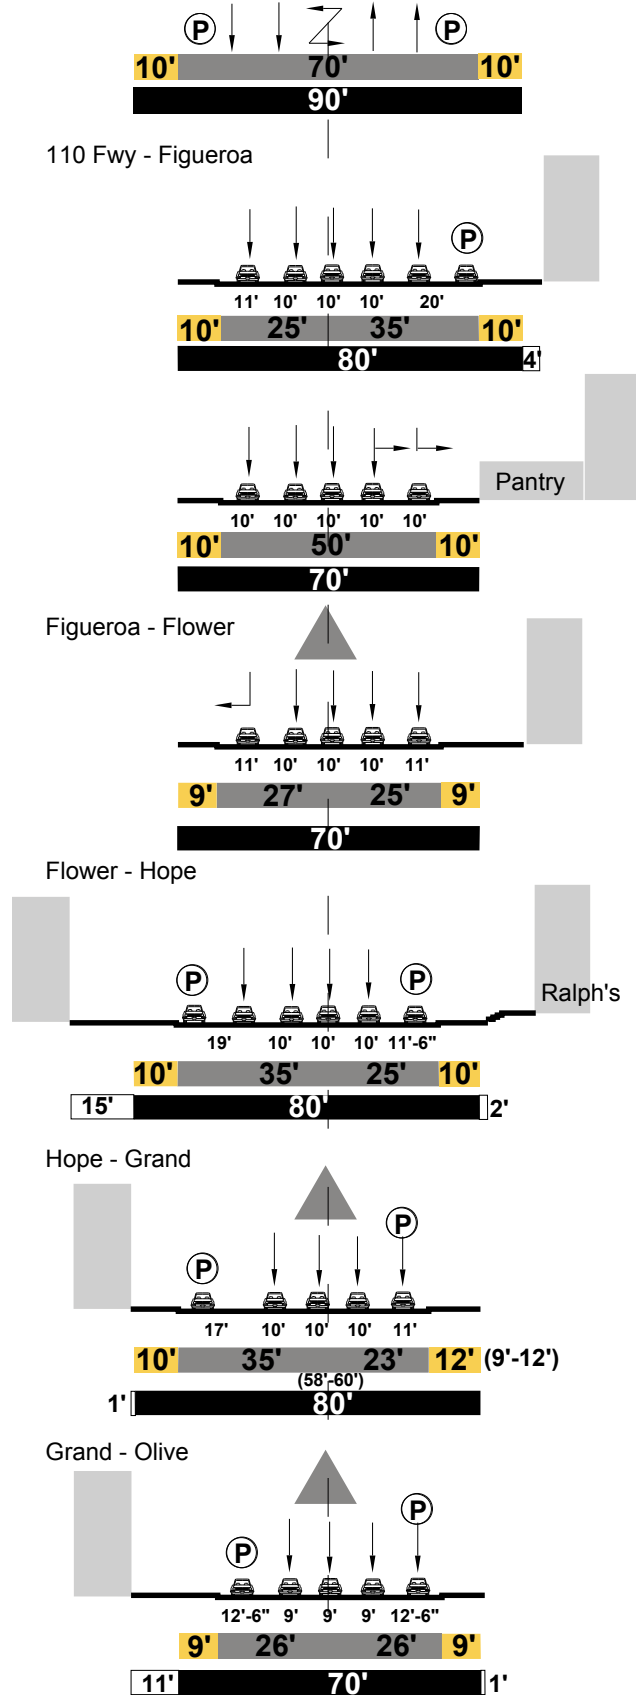 P P
10' 70' 10'
90'
110 Fwy - Figueroa
P
11' 10' 10' 10' 20'
10' 25' 35' 10'
80' 4'
Pantry
10' 10' 10' 10' 10'
10' 50' 10'
70'
Figueroa - Flower
11' 10' 10' 10' 11'
9' 27' 25' 9'
70'
Flower - Hope
P P
Ralph's
19' 10' 10' 10' 11'-6"
10' 35' 25' 10'
15' 80' 2'
Hope - Grand
P
P
17' 10' 10' 10' 11'
10' 35' 23' 12' (9'-12')
(58'-60')
1' 80'
Grand - Olive
P
P
12'-6" 9' 9' 9' 12'-6"
9' 26' 26' 9'
11' 70' 1'